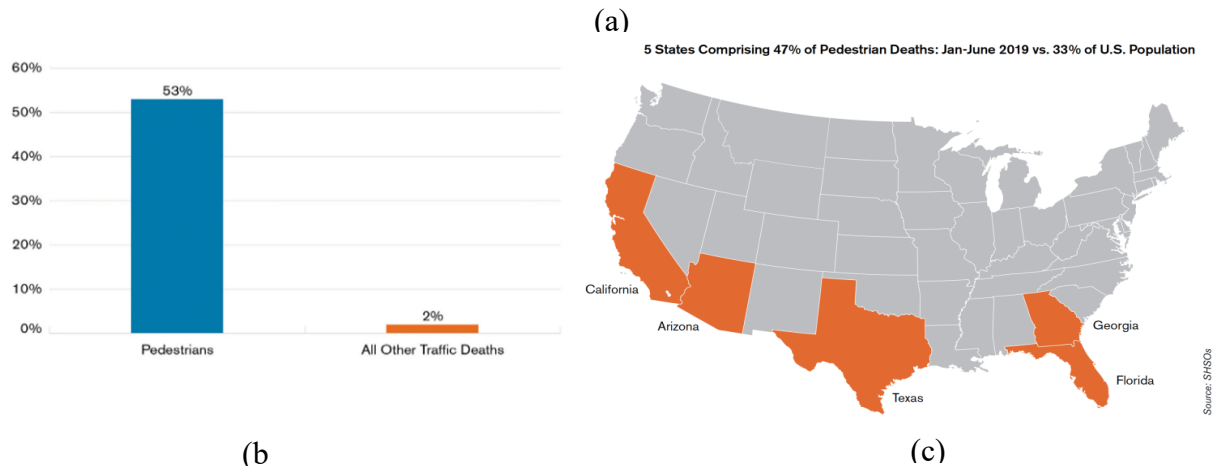 (a)
5 States Comprising 47% of Pedestrian Deaths: Jan-June 2019 vs. 33% of U.S. Population
60%
50%
40%
30%
20%
10%
0%
53%
2%
Pedestrians
All Other Traffic Deaths
California
Arizona
Texas
Georgia
Florida
Source: SHSOs
(b)
(c)